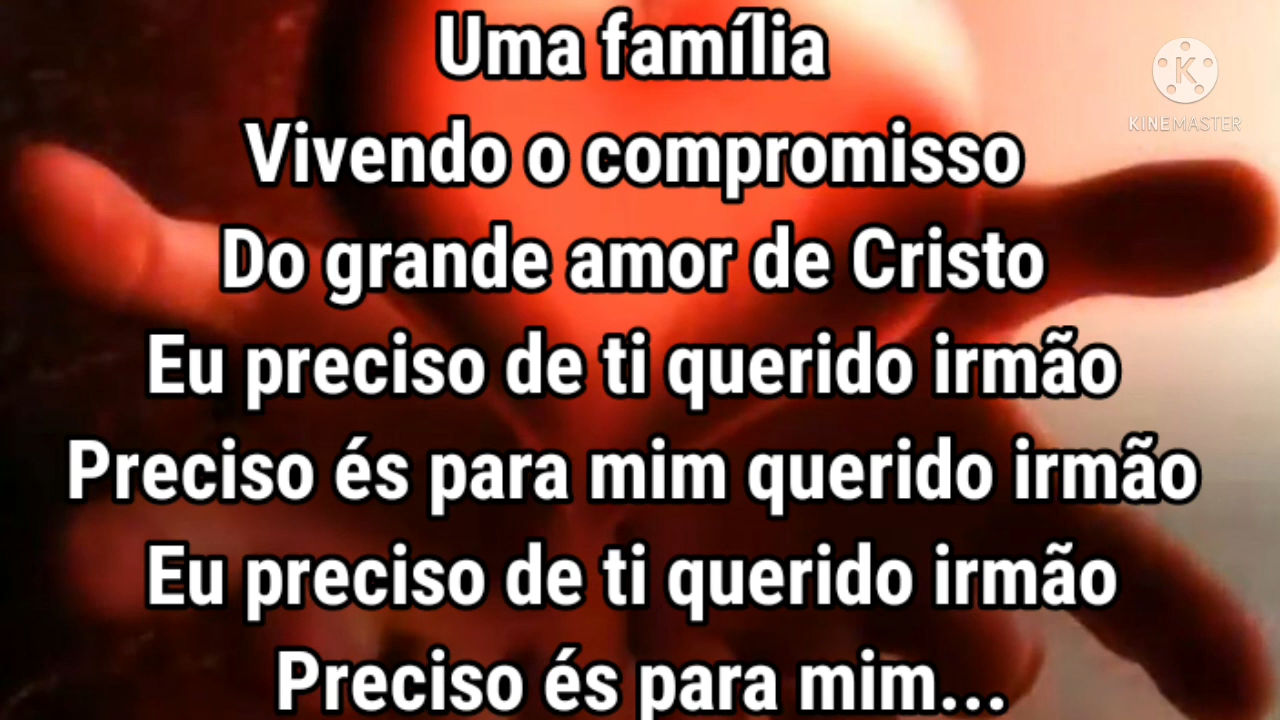 Uma família
KINEMASTER
Vivendo o compromisso
Do grande amor de Cristo
Eu preciso de ti querido irmão
Preciso és para mim querido irmão
Eu preciso de ti querido irmão
Preciso és para mim...